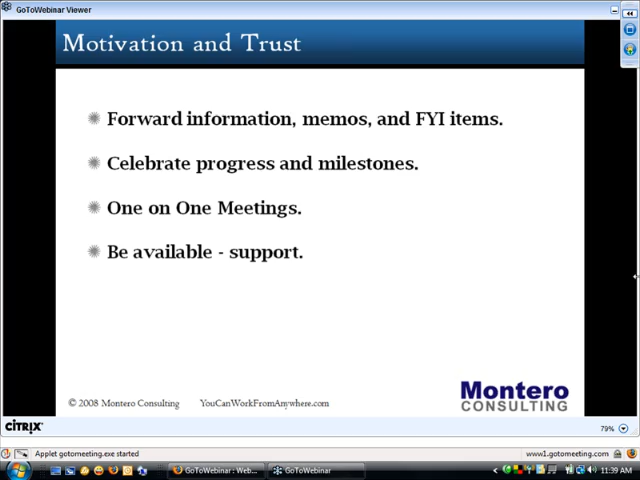 GoToWebinar Viewer
Motivation and Trust
Forward information, memos, and FYI items.
Celebrate progress and milestones.
One on One Meetings.
Be available - support.
© 2008 Montero Consulting YouCanWorkFromAnywhere.com
Montero
CONSULTING
CITRIX
79%
Applet gotomeeting.exe started
www1.gotomeeting.com
GoToWebinar : Web...
GoToWebinar
11:39 AM